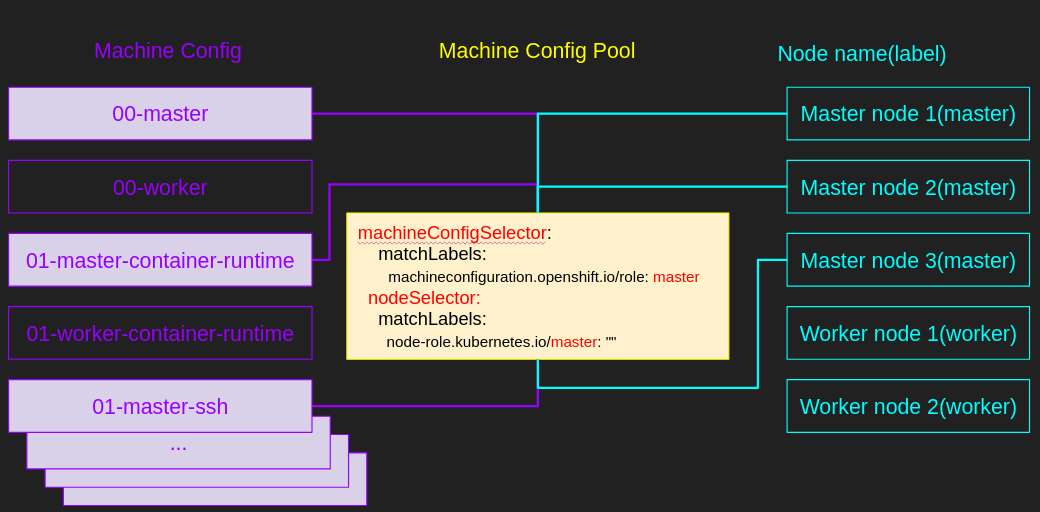 Machine Config
Machine Config Pool
Node name(label)
00-master
00-worker
01-master-container-runtime
01-worker-container-runtime
01-master-ssh
...
machineConfigSelector:
matchLabels:
machineconfiguration.openshift.io/role: master
nodeSelector:
matchLabels:
node-role.kubernetes.io/master: ""
Master node 1(master)
Master node 2(master)
Master node 3(master)
Worker node 1(worker)
Worker node 2(worker)